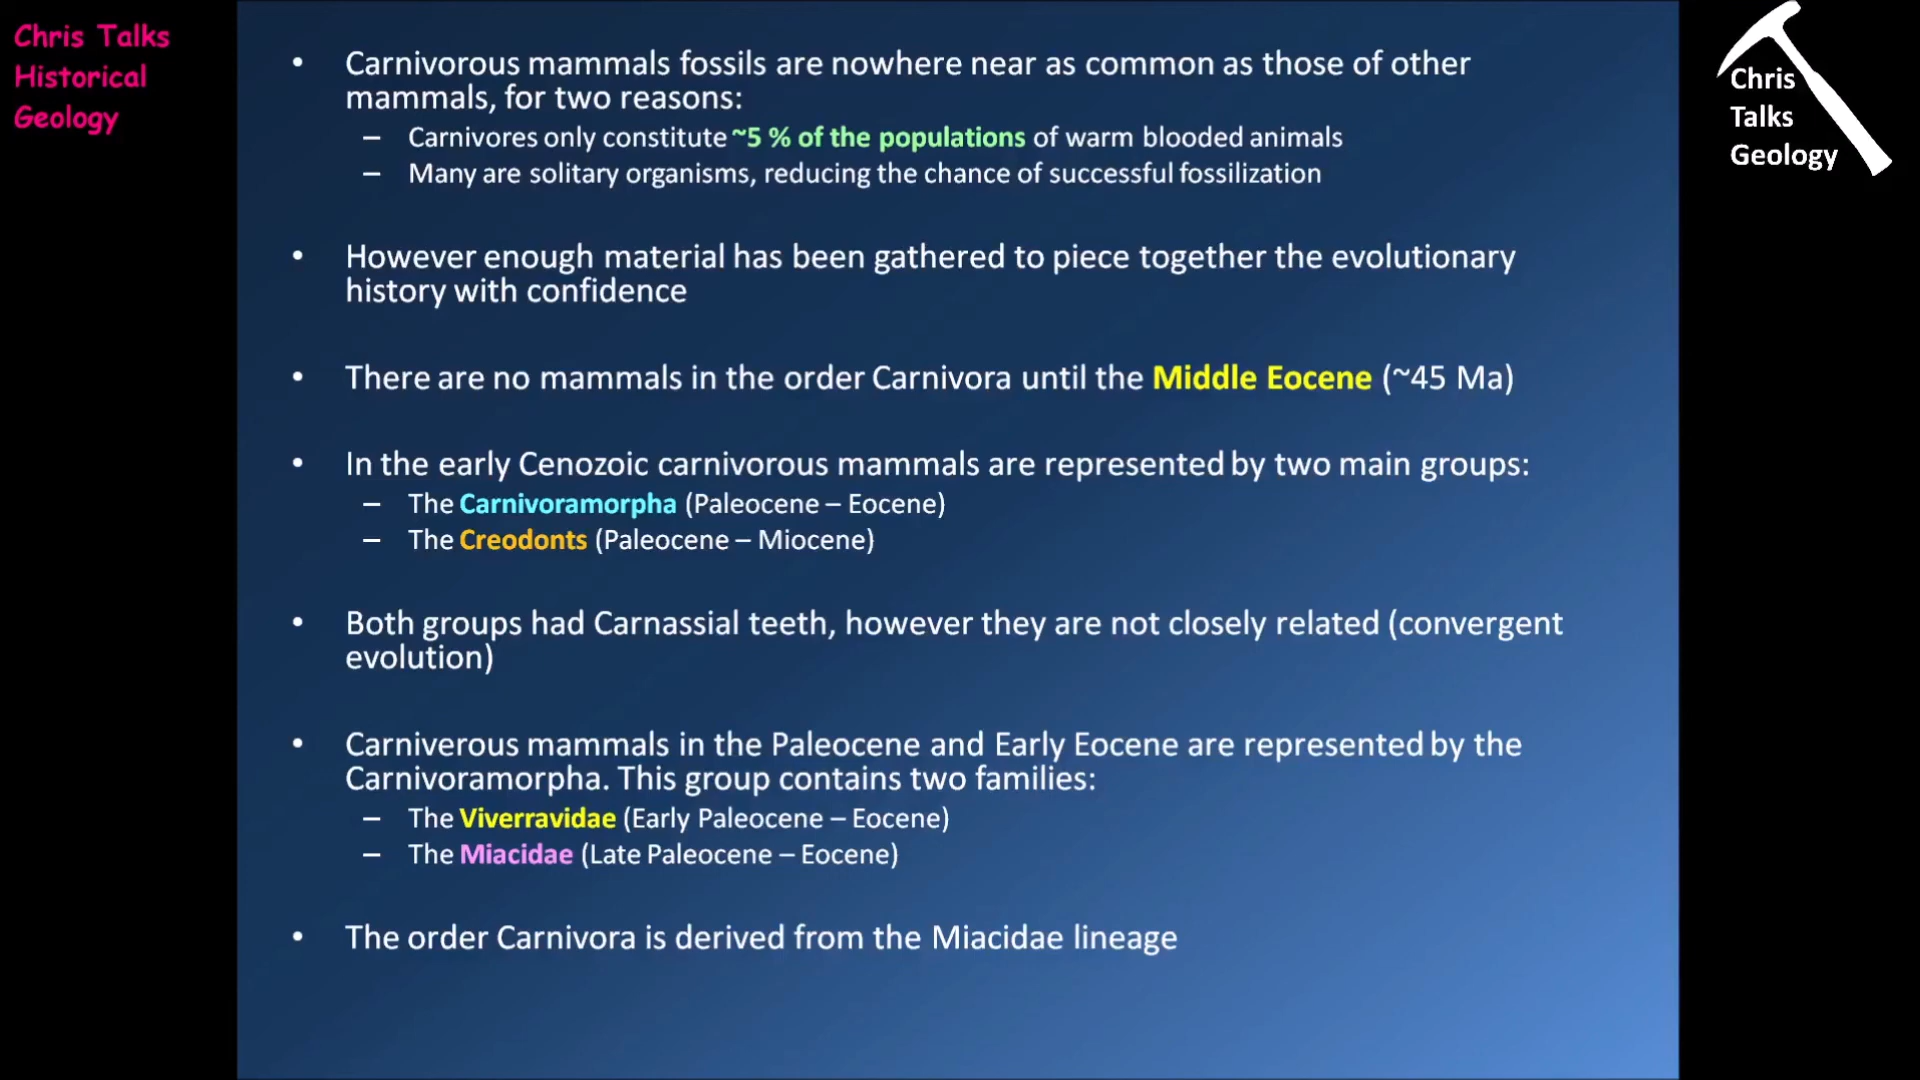 Chris Talks
Historical
Geology
• Carnivorous mammals fossils are nowhere near as common as those of other
mammals, for two reasons:
– Carnivores only constitute ~5 % of the populations of warm blooded animals
– Many are solitary organisms, reducing the chance of successful fossilization
• However enough material has been gathered to piece together the evolutionary
history with confidence
• There are no mammals in the order Carnivora until the Middle Eocene (~45 Ma)
• In the early Cenozoic carnivorous mammals are represented by two main groups:
– The Carnivoramorpha (Paleocene – Eocene)
– The Creodonts (Paleocene – Miocene)
• Both groups had Carnassial teeth, however they are not closely related (convergent
evolution)
• Carniverous mammals in the Paleocene and Early Eocene are represented by the
Carnivoramorpha. This group contains two families:
– The Viverravidae (Early Paleocene – Eocene)
– The Miacidae (Late Paleocene – Eocene)
• The order Carnivora is derived from the Miacidae lineage
Chris
Talks
Geology